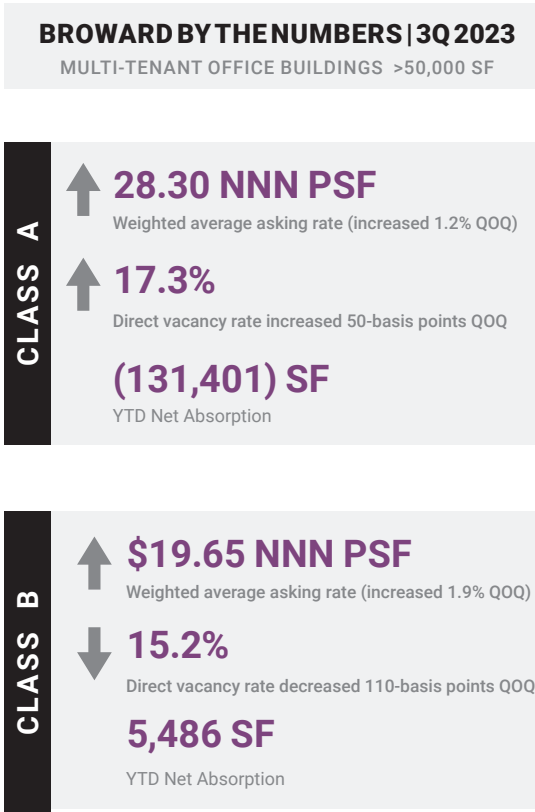 BROWARD BY THE NUMBERS | 3Q 2023
MULTI-TENANT OFFICE BUILDINGS >50,000 SF
CLASS A
28.30 NNN PSF
Weighted average asking rate (increased 1.2% QOQ)
17.3%
Direct vacancy rate increased 50-basis points QOQ
(131,401) SF
YTD Net Absorption
CLASS B
$19.65 NNN PSF
Weighted average asking rate (increased 1.9% QOQ)
15.2%
Direct vacancy rate decreased 110-basis points QOQ
5,486 SF
YTD Net Absorption